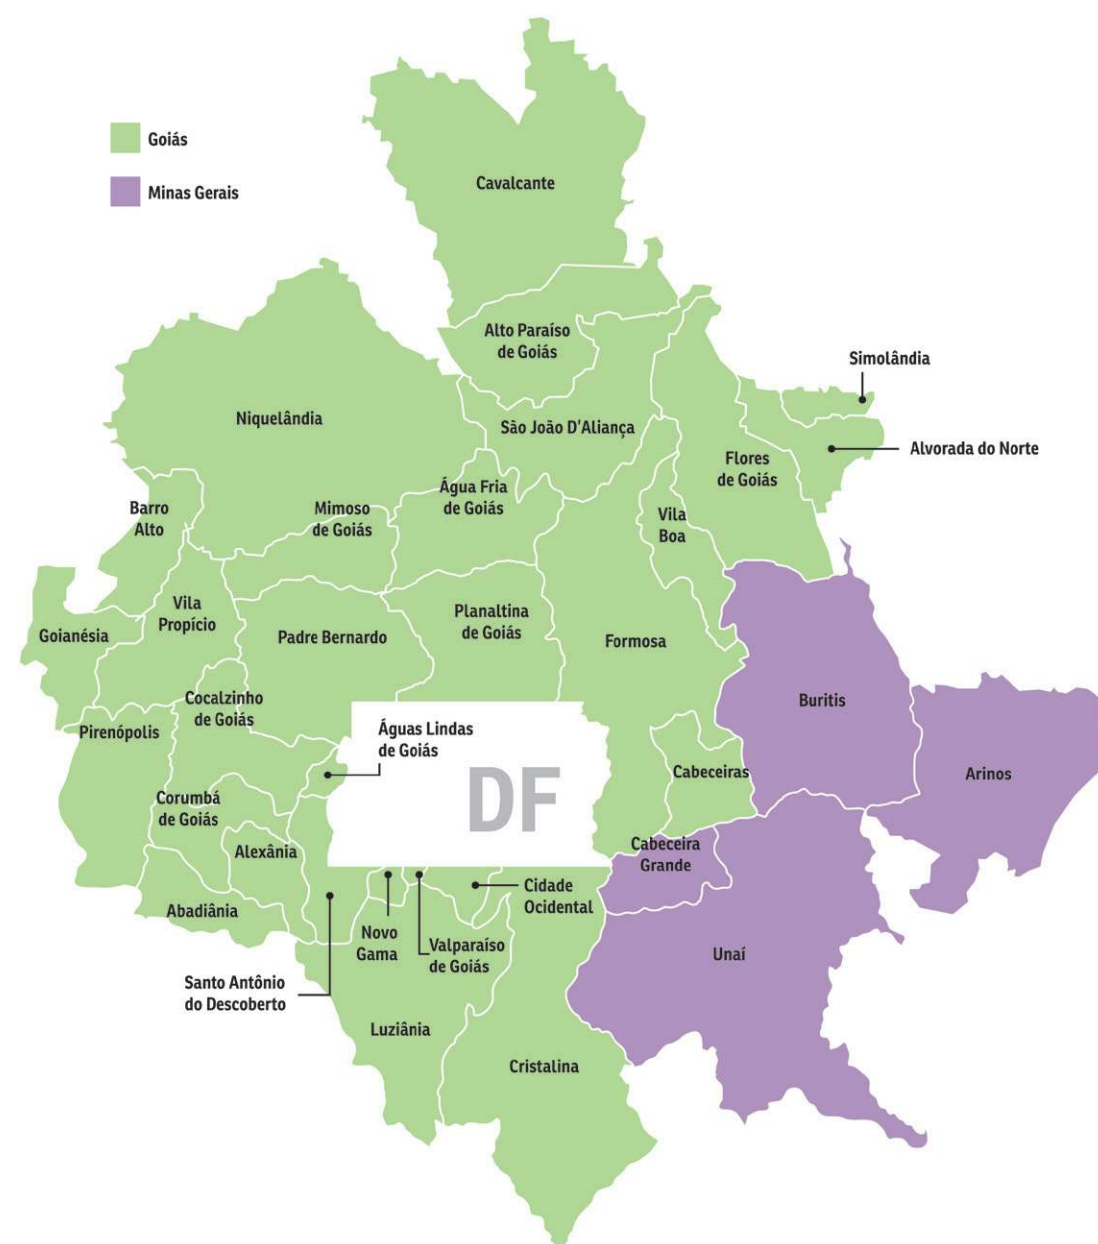 Goiás
Minas Gerais
Cavalcante
Alto Paraíso
de Goiás
Simolândia
Niquelândia
São João D'Aliança
Alvorada do Norte
Flores
de Goiás
Água Fria
de Goiás
Barro
Alto
Mimoso
de Goiás
Vila
Boa
Vila
Propício
Planaltina
de Goiás
Goianésia
Padre Bernardo
Formosa
Cocalzinho
de Goiás
Buritis
Pirenópolis
Águas Lindas
de Goiás
Cabeceiras
Arinos
DF
Corumbá
de Goiás
Alexânia
Cabeceira
Grande
Cidade
Ocidental
Abadiânia
Novo
Gama
Valparaíso
de Goiás
Unaí
Santo Antônio
do Descoberto
Luziânia
Cristalina